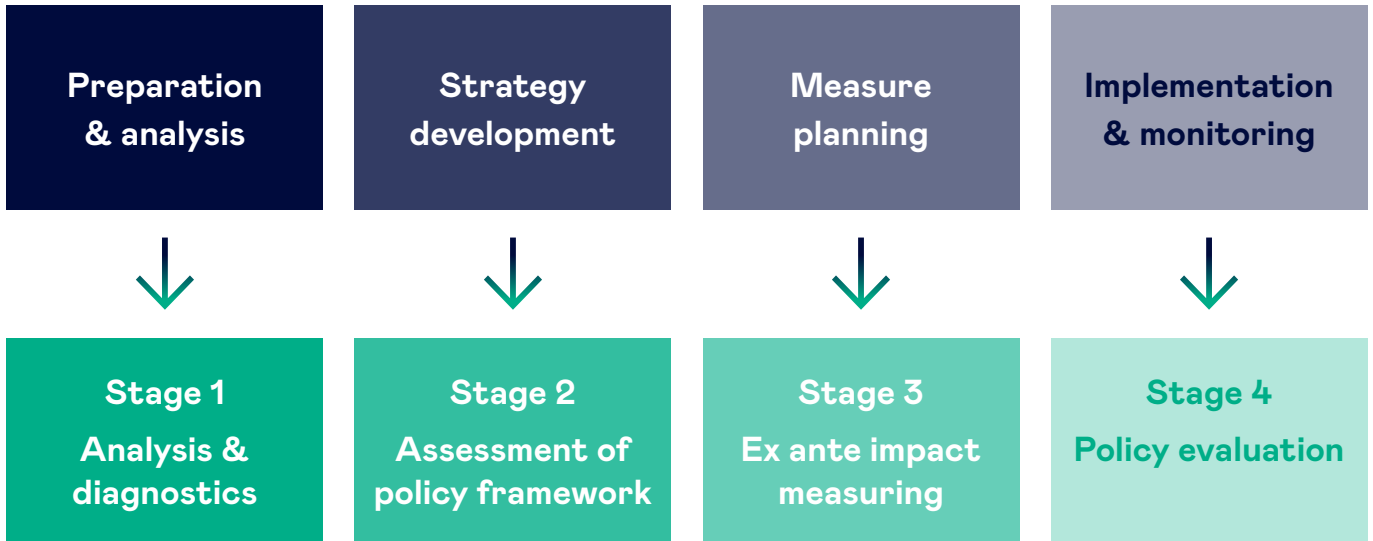 Preparation
& analysis
Strategy
development
Measure
planning
Implementation
& monitoring
Stage 1
Analysis &
diagnostics
Stage 2
Assessment of
policy framework
Stage 3
Ex ante impact
measuring
Stage 4
Policy evaluation